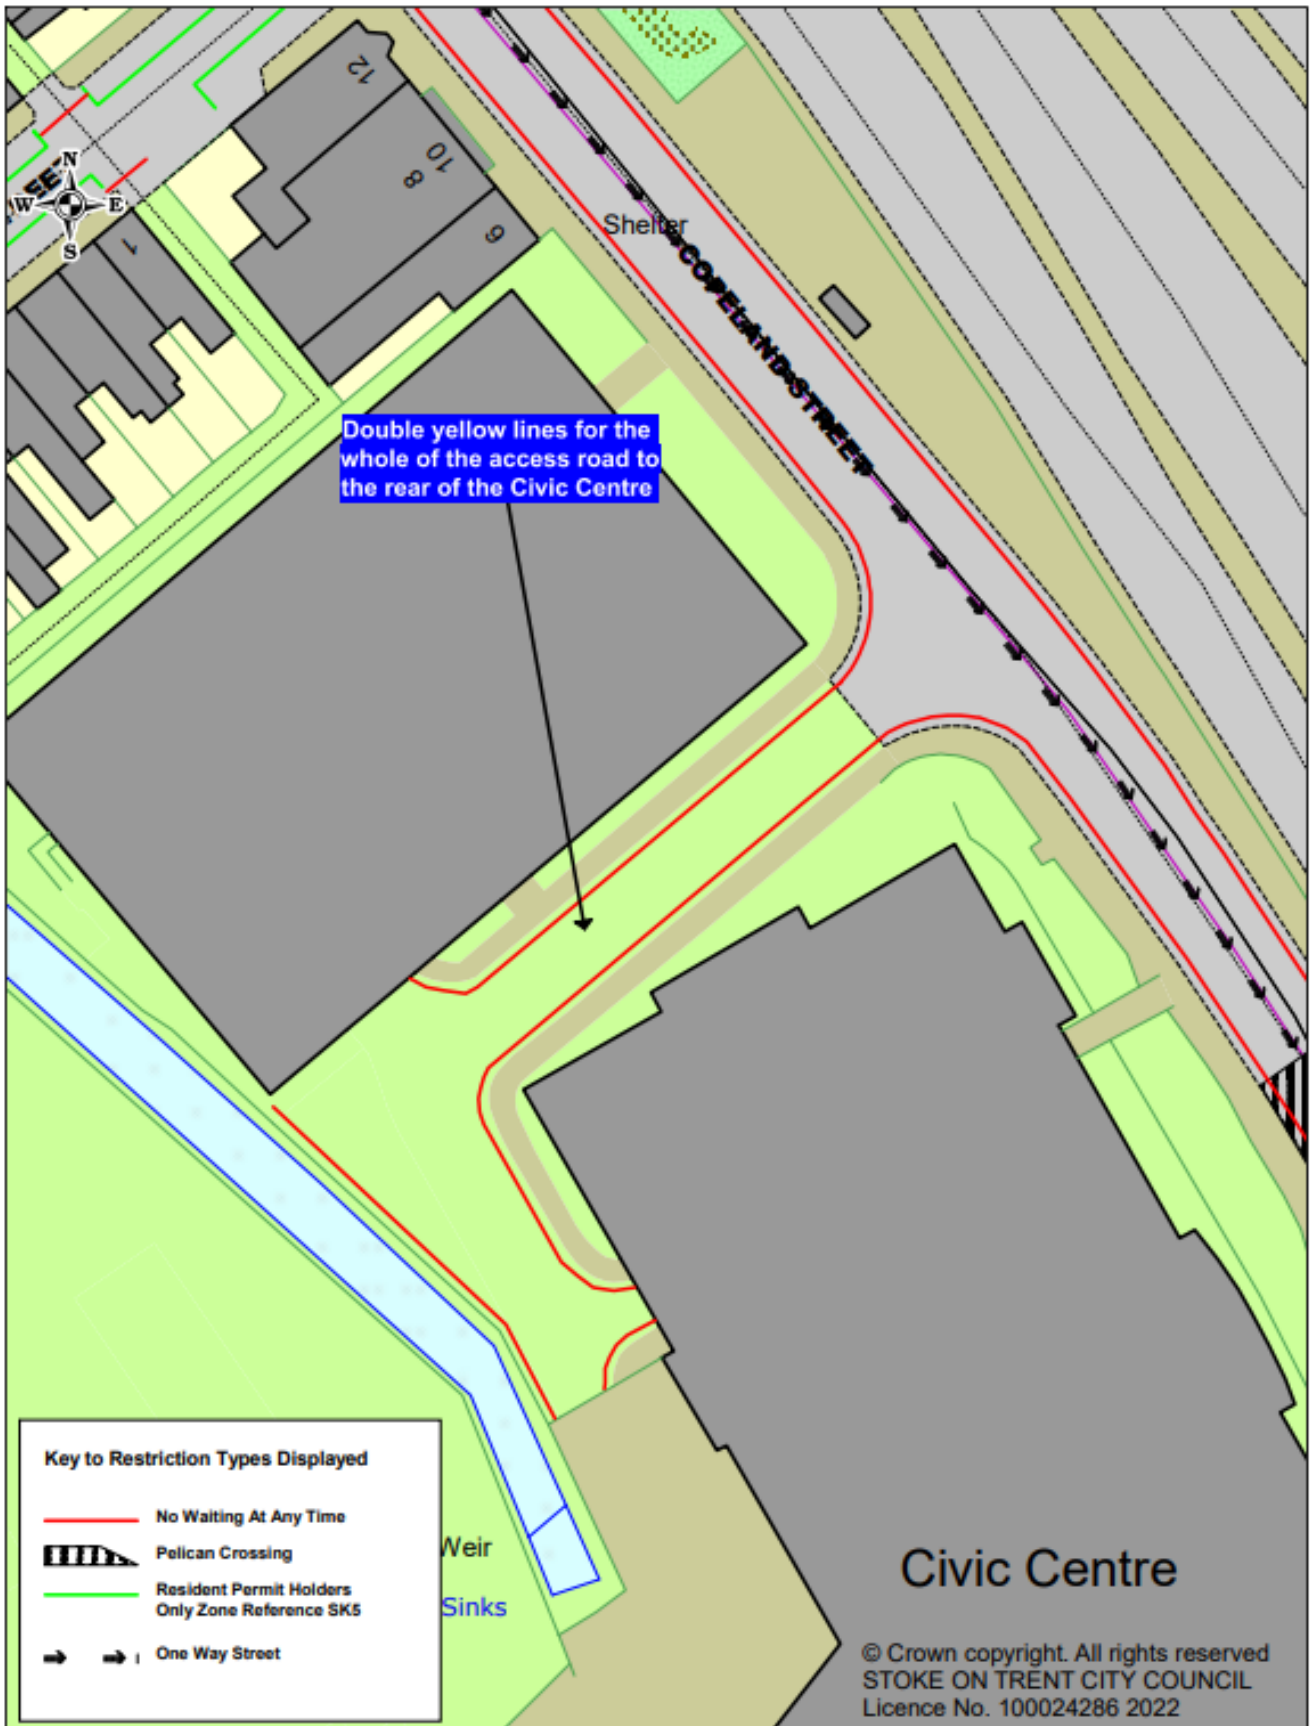 12
10
8
6
1
N
W
E
S
Shelter
COPELAND STREET
Double yellow lines for the
whole of the access road to
the rear of the Civic Centre
Key to Restriction Types Displayed
No Waiting At Any Time
Pelican Crossing
Resident Permit Holders
Only Zone Reference SK5
One Way Street
Weir
Sinks
Civic Centre
© Crown copyright. All rights reserved
STOKE ON TRENT CITY COUNCIL
Licence No. 100024286 2022